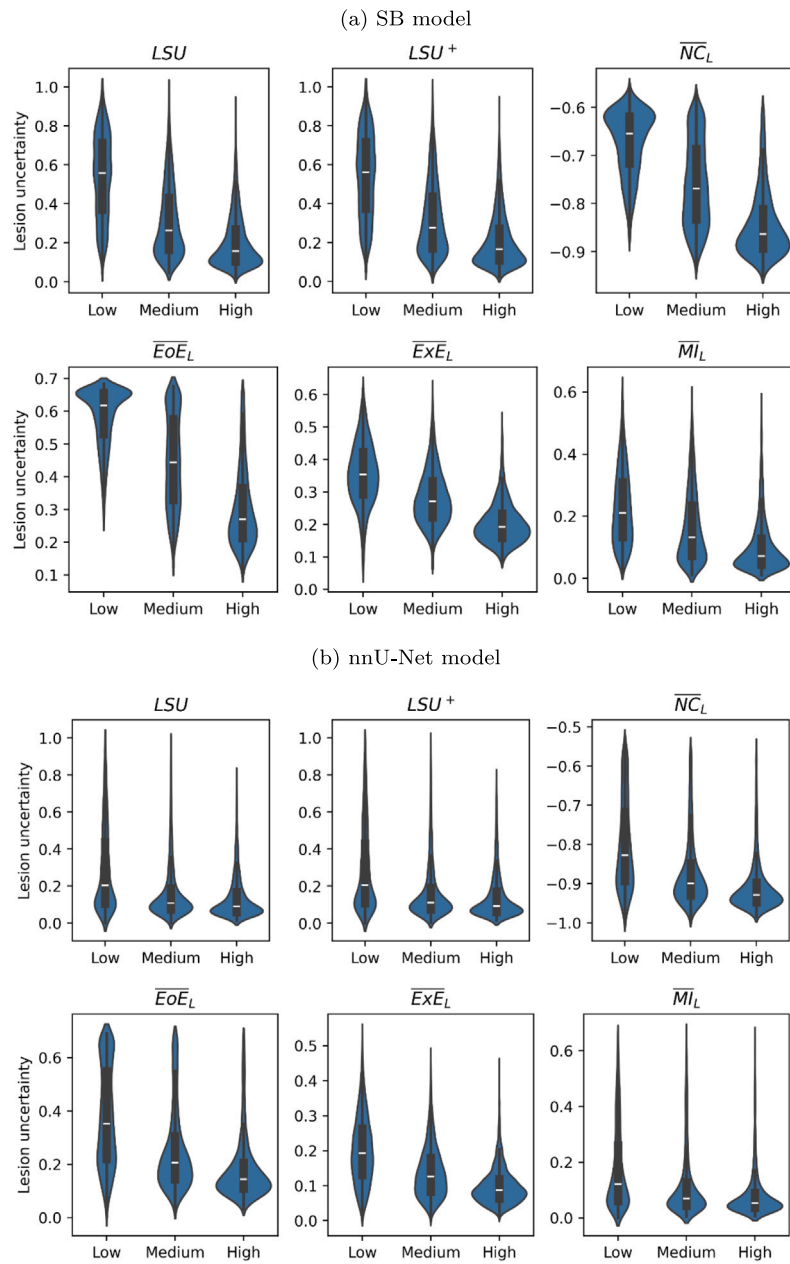 (a) SB model
LSU
LSU+
NC_L
Lesion uncertainty
1.0
0.8
0.6
0.4
0.2
0.0
1.0
0.8
0.6
0.4
0.2
0.0
−0.6
−0.7
−0.8
−0.9
Low Medium High
Low Medium High
Low Medium High
EoE_L
ExE_L
MI_L
Lesion uncertainty
0.7
0.6
0.5
0.4
0.3
0.2
0.1
0.6
0.5
0.4
0.3
0.2
0.1
0.0
0.6
0.4
0.2
0.0
Low Medium High
Low Medium High
Low Medium High
(b) nnU-Net model
LSU
LSU+
NC_L
Lesion uncertainty
1.0
0.8
0.6
0.4
0.2
0.0
1.0
0.8
0.6
0.4
0.2
0.0
−0.5
−0.6
−0.7
−0.8
−0.9
−1.0
Low Medium High
Low Medium High
Low Medium High
EoE_L
ExE_L
MI_L
Lesion uncertainty
0.6
0.4
0.2
0.0
0.5
0.4
0.3
0.2
0.1
0.0
0.6
0.4
0.2
0.0
Low Medium High
Low Medium High
Low Medium High